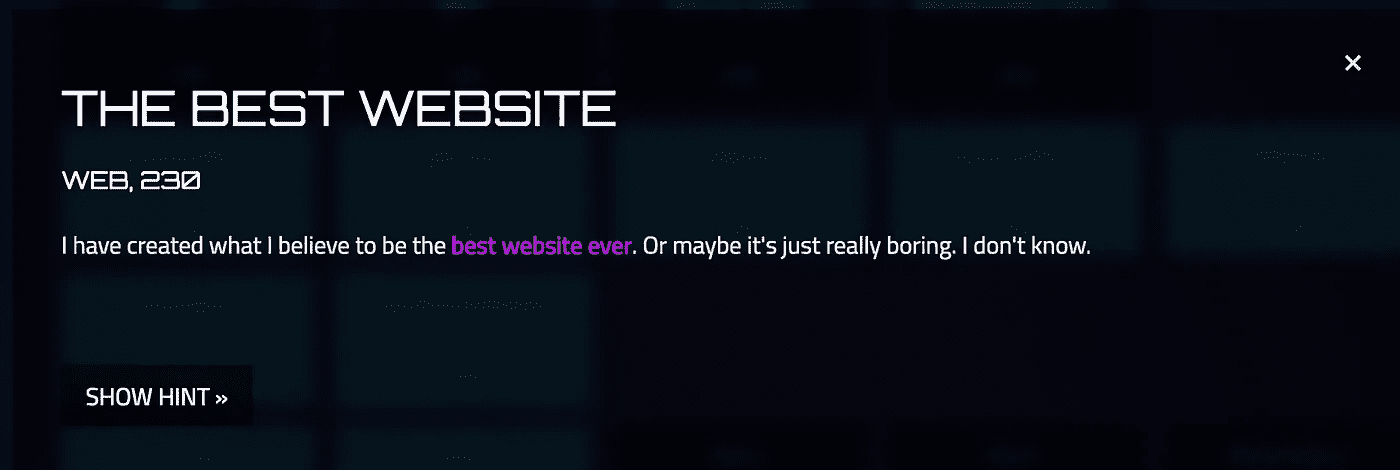 ×
THE BEST WEBSITE
WEB, 230
I have created what I believe to be the best website ever. Or maybe it's just really boring. I don't know.
SHOW HINT »